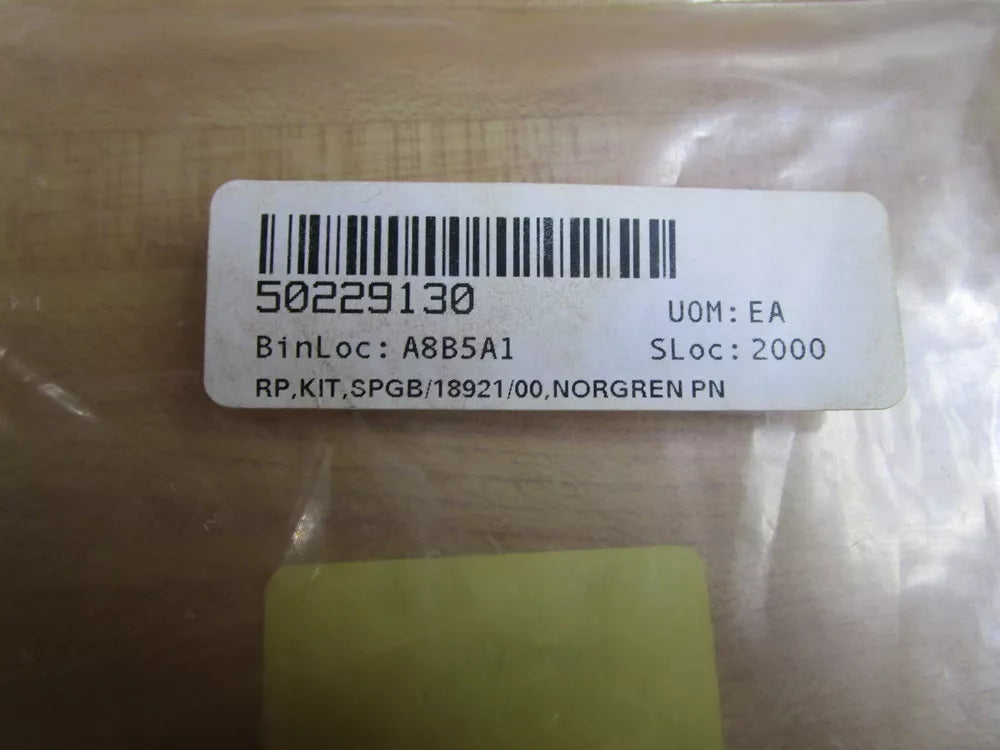 50229130
UOM: EA
BinLoc: A8B5A1
SLoc: 2000
RP,KIT,SPGB/18921/00,NORGREN PN